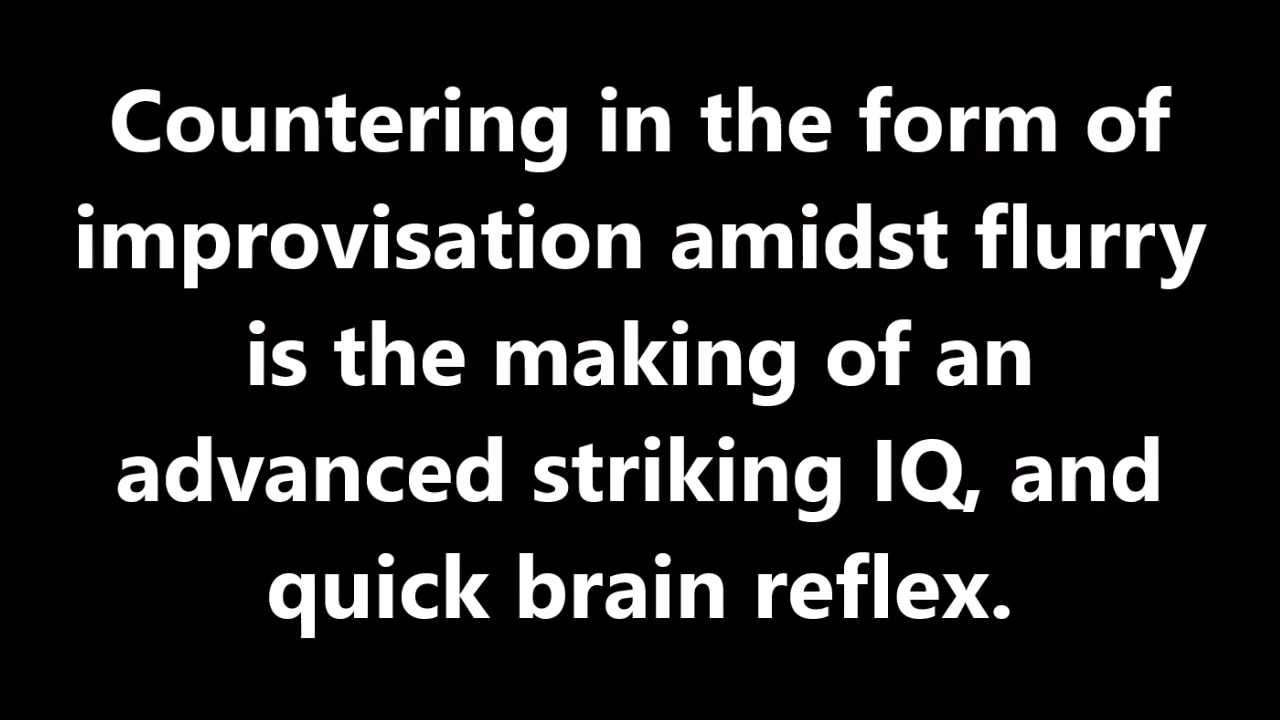 Countering in the form of
improvisation amidst flurry
is the making of an
advanced striking IQ, and
quick brain reflex.